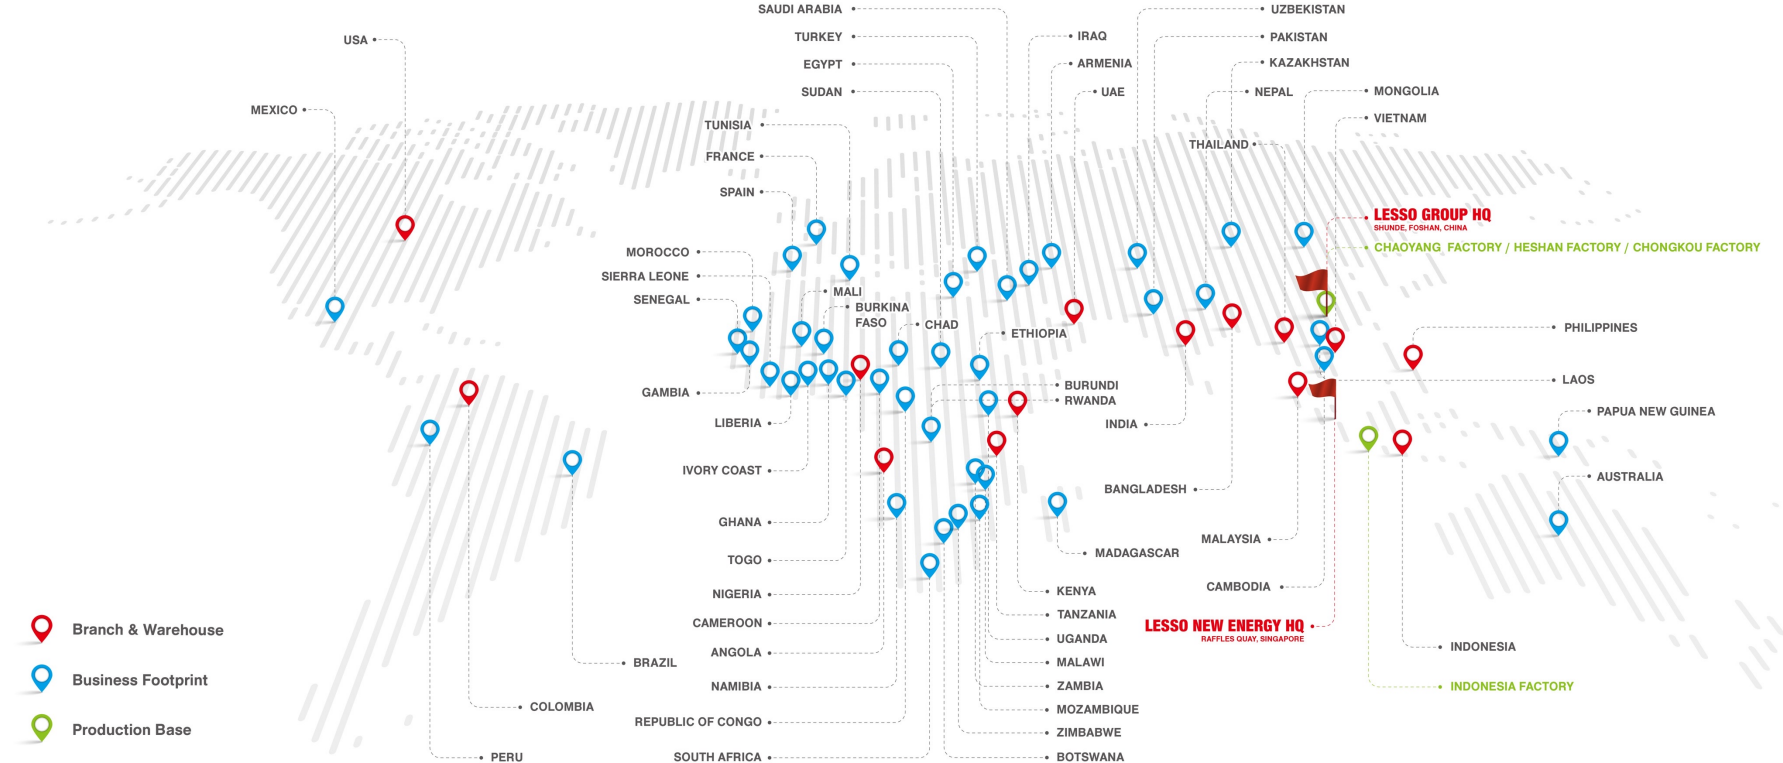 SAUDI ARABIA
TURKEY
EGYPT
SUDAN
USA
MEXICO
TUNISIA
FRANCE
SPAIN
MOROCCO
SIERRA LEONE
SENEGAL
MALI
BURKINA
FASO
CHAD
ETHIOPIA
IRAQ
ARMENIA
UAE
UZBEKISTAN
PAKISTAN
KAZAKHSTAN
NEPAL
MONGOLIA
VIETNAM
THAILAND
LESSO GROUP HQ
SHUNDE, FOSHAN, CHINA
CHAOYANG FACTORY / HESHAN FACTORY / CHONGKOU FACTORY
PHILIPPINES
LAOS
PAPUA NEW GUINEA
AUSTRALIA
GAMBIA
LIBERIA
IVORY COAST
GHANA
TOGO
NIGERIA
CAMEROON
ANGOLA
NAMIBIA
REPUBLIC OF CONGO
SOUTH AFRICA
BURUNDI
RWANDA
INDIA
BANGLADESH
MADAGASCAR
MALAYSIA
CAMBODIA
KENYA
TANZANIA
UGANDA
MALAWI
ZAMBIA
MOZAMBIQUE
ZIMBABWE
BOTSWANA
LESSO NEW ENERGY HQ
RAFFLES QUAY, SINGAPORE
INDONESIA
INDONESIA FACTORY
BRAZIL
COLOMBIA
PERU
Branch & Warehouse
Business Footprint
Production Base